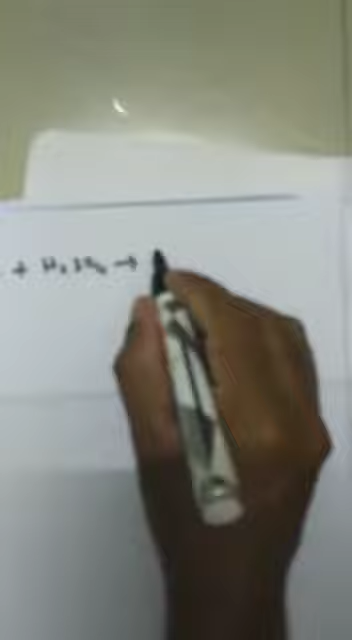 + H₂SO₄ →